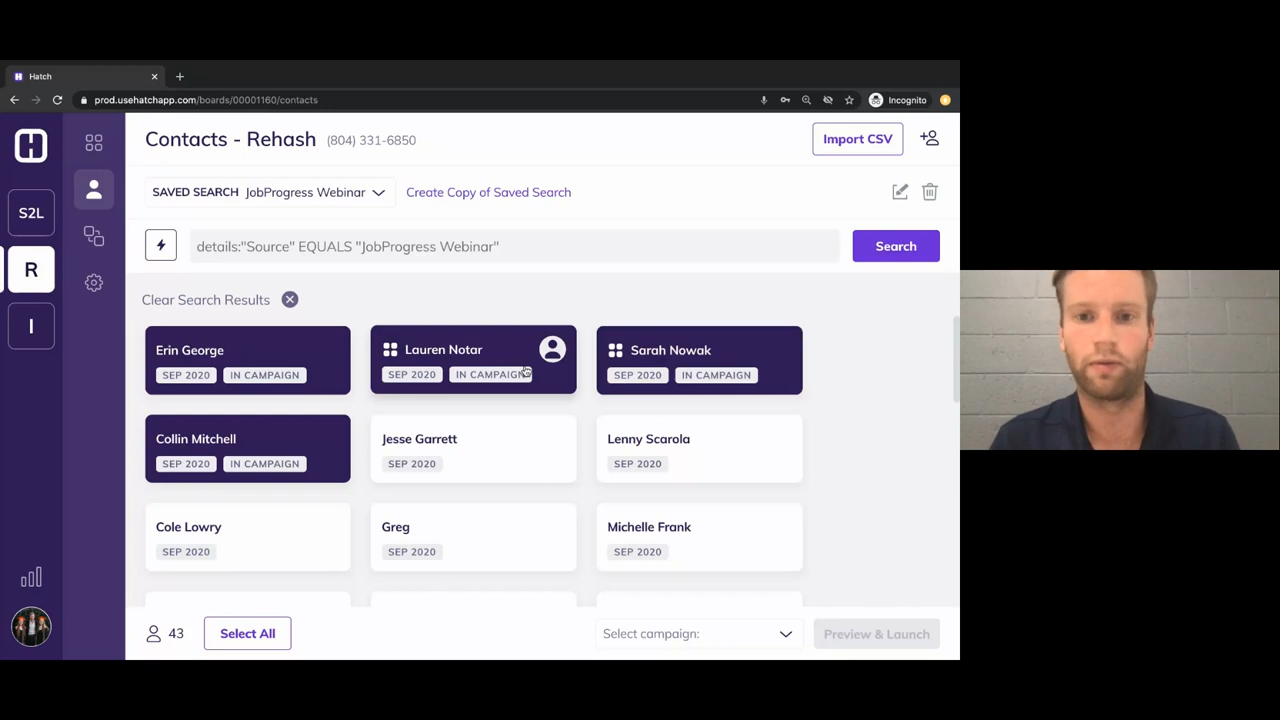 Hatch
prod.usehatchapp.com/boards/00001160/contacts
Incognito
Contacts - Rehash (804) 331-6850
Import CSV
S2L
R
I
SAVED SEARCH JobProgress Webinar
Create Copy of Saved Search
details:"Source" EQUALS "JobProgress Webinar"
Search
Clear Search Results
Erin George
SEP 2020 IN CAMPAIGN
Lauren Notar
SEP 2020 IN CAMPAIGN
Sarah Nowak
SEP 2020 IN CAMPAIGN
Collin Mitchell
SEP 2020 IN CAMPAIGN
Jesse Garrett
SEP 2020
Lenny Scarola
SEP 2020
Cole Lowry
SEP 2020
Greg
SEP 2020
Michelle Frank
SEP 2020
43
Select All
Select campaign:
Preview & Launch